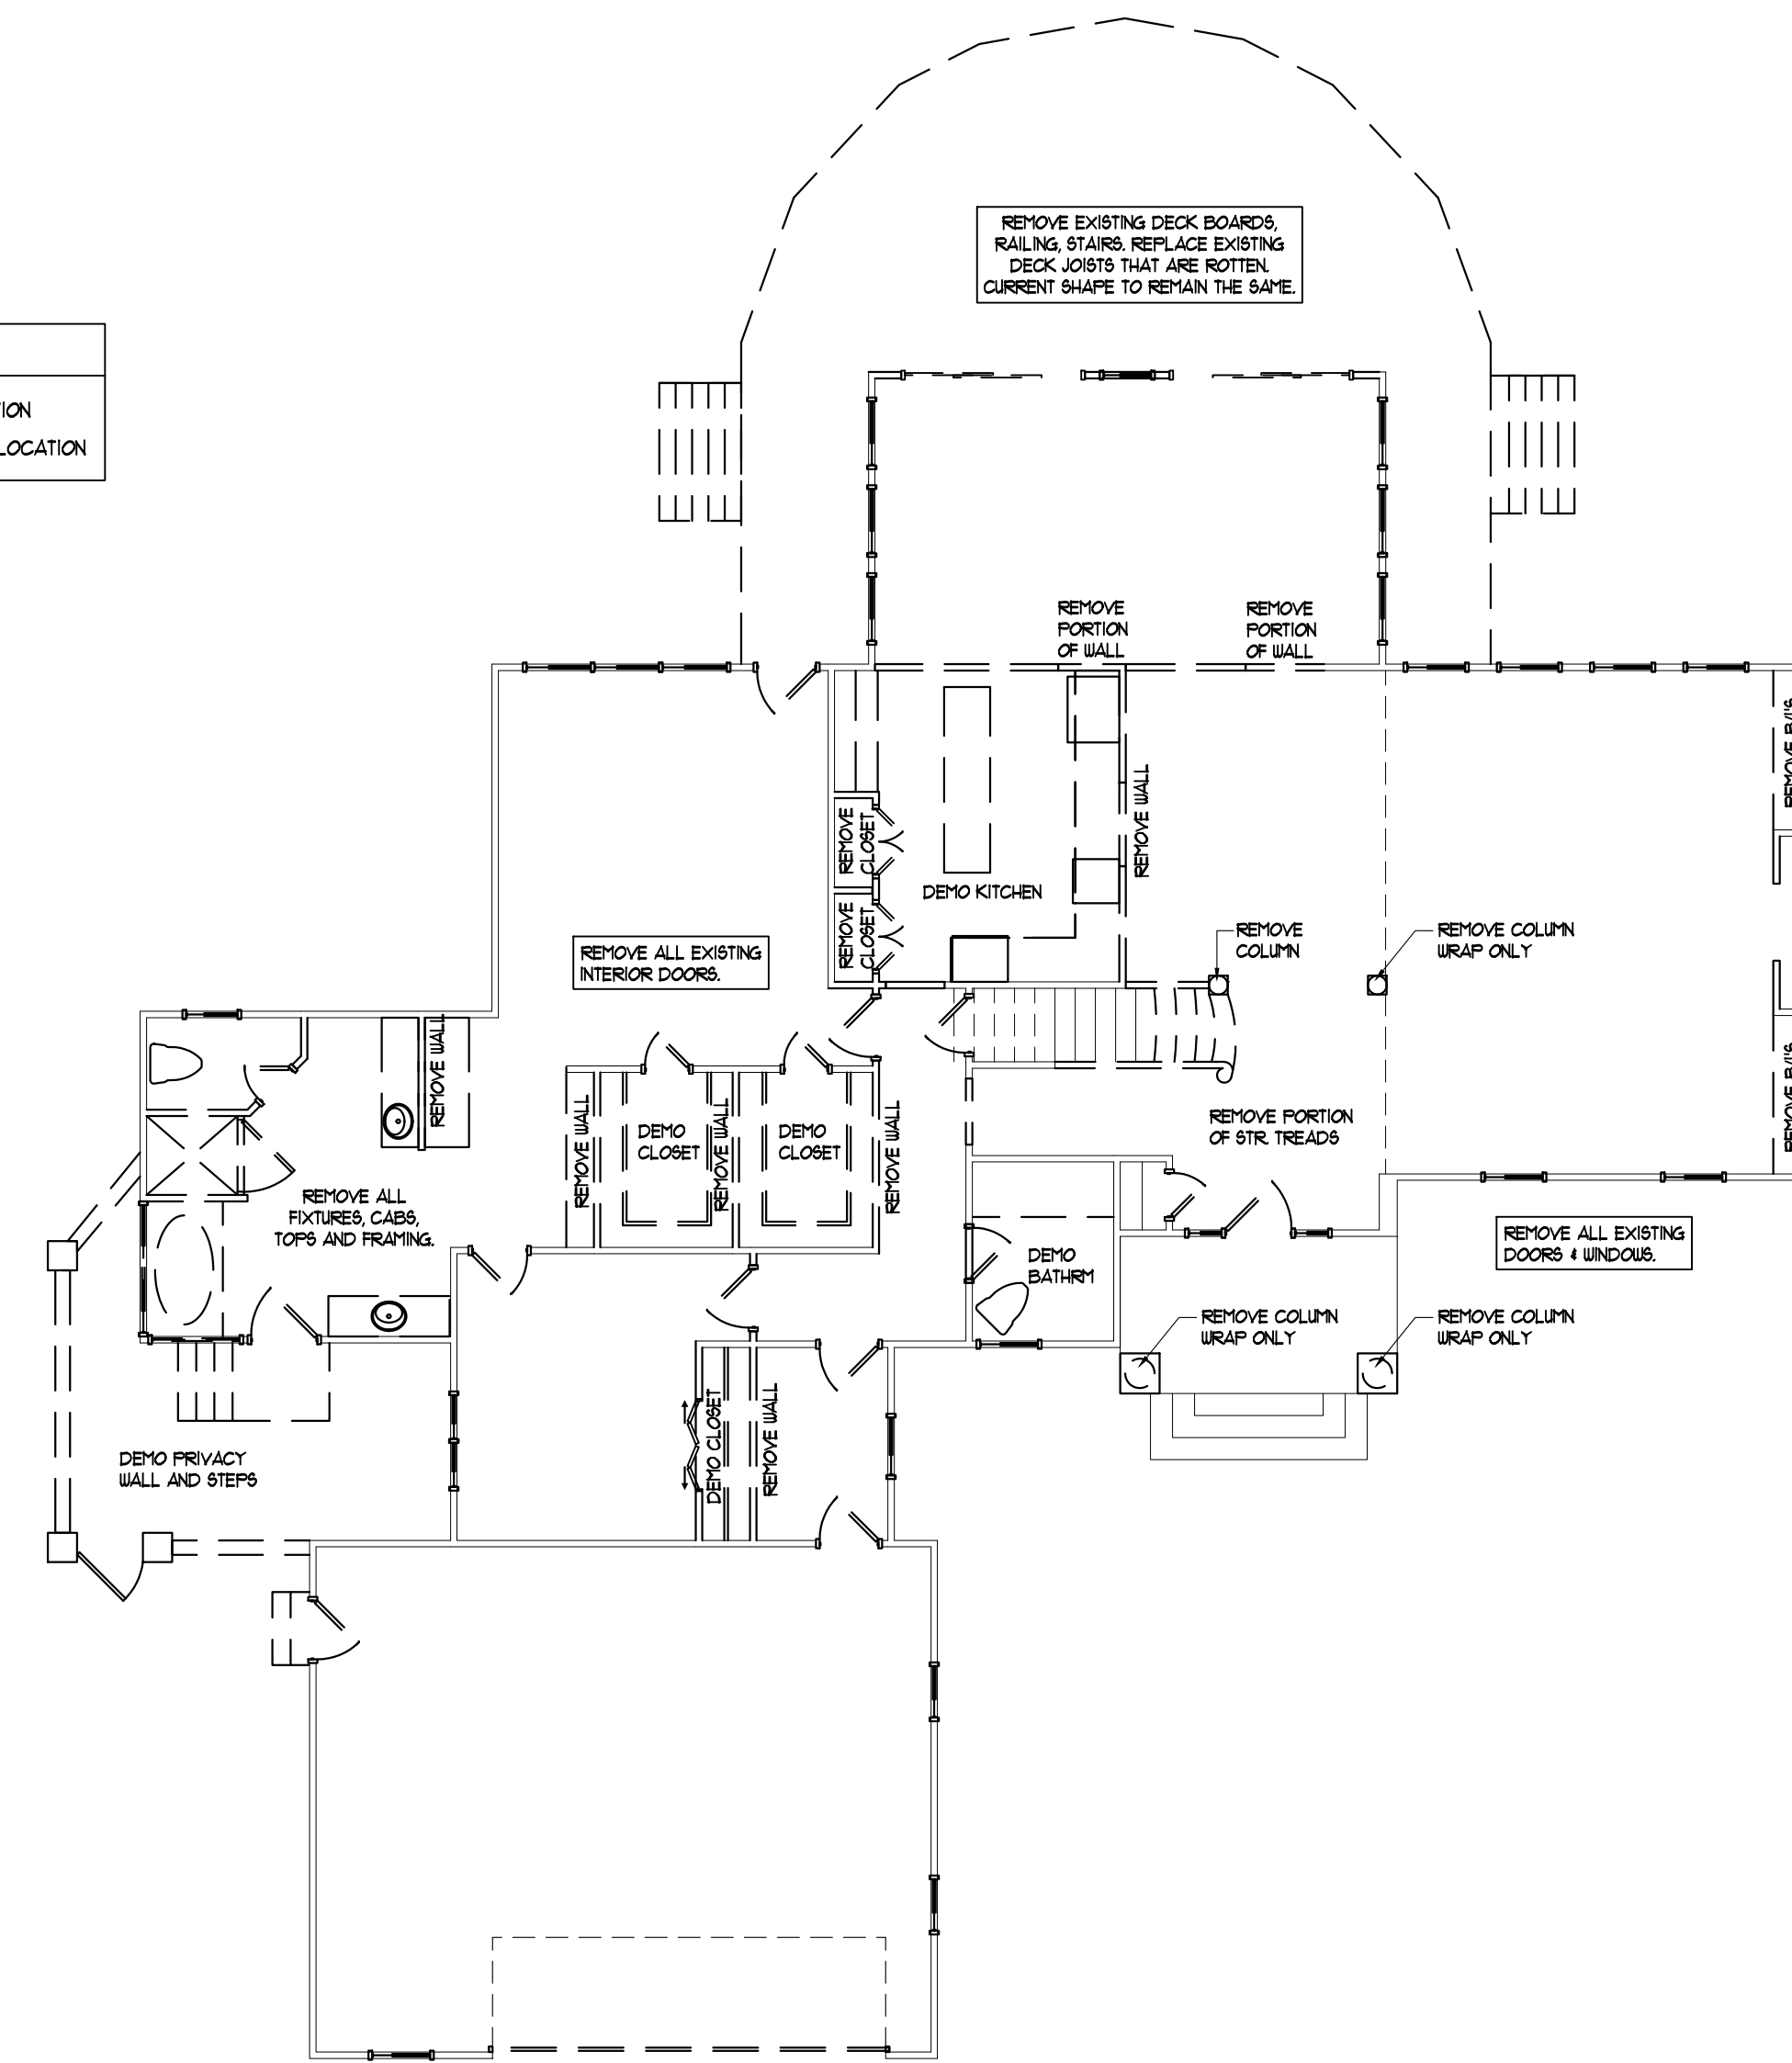 REMOVE EXISTING DECK BOARDS,
RAILING, STAIRS. REPLACE EXISTING
DECK JOISTS THAT ARE ROTTEN.
CURRENT SHAPE TO REMAIN THE SAME.
LOCATION
REMOVE
PORTION
OF WALL
REMOVE
PORTION
OF WALL
REMOVE B/I'S
REMOVE WALL
REMOVE
CLOSET
DEMO KITCHEN
REMOVE
CLOSET
REMOVE ALL EXISTING
INTERIOR DOORS.
REMOVE
COLUMN
REMOVE COLUMN
WRAP ONLY
REMOVE WALL
REMOVE B/I'S
REMOVE WALL
DEMO
CLOSET
REMOVE WALL
DEMO
CLOSET
REMOVE WALL
REMOVE PORTION
OF STR. TREADS
REMOVE ALL
FIXTURES, CABS,
TOPS AND FRAMING.
DEMO
BATHRM
REMOVE ALL EXISTING
DOORS & WINDOWS.
REMOVE COLUMN
WRAP ONLY
REMOVE COLUMN
WRAP ONLY
DEMO CLOSET
REMOVE WALL
DEMO PRIVACY
WALL AND STEPS